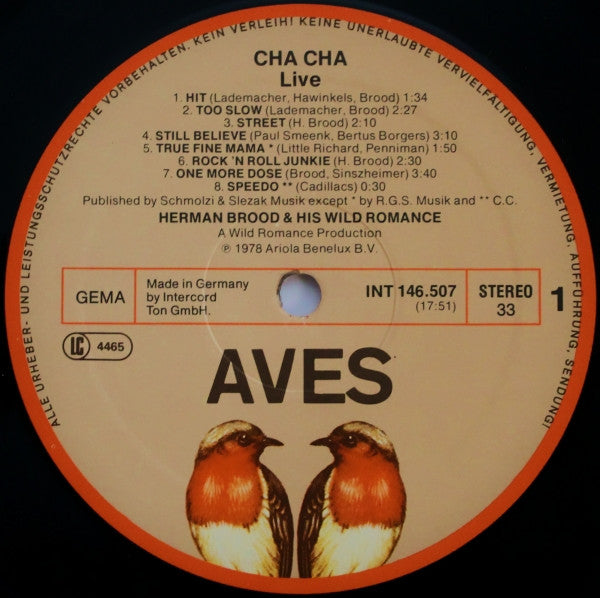 ALLE URHEBER- UND LEISTUNGSSCHUTZRECHTE VORBEHALTEN. KEIN VERLEIH! KEINE UNERLAUBTE VERVIELFÄLTIGUNG, VERMIETUNG, AUFFÜHRUNG, SENDUNG!
CHA CHA
Live
1. HIT (Lademacher, Hawinkels, Brood) 1:34
2. TOO SLOW (Lademacher, Brood) 2.27
3. STREET (H. Brood) 2:10
4. STILL BELIEVE (Paul Smeenk, Bertus Borgers) 3:10
5. TRUE FINE MAMA * (Little Richard, Penniman) 1:50
6. ROCK 'N ROLL JUNKIE (H. Brood) 2:30
7. ONE MORE DOSE (Brood, Sinszheimer) 3:40
8. SPEEDO ** (Cadillacs) 0:30
Published by Schmolzi & Slezak Musik except * by R.G.S. Musik and ** C.C.
HERMAN BROOD & HIS WILD ROMANCE
A Wild Romance Production
℗ 1978 Ariola Benelux B.V.
GEMA
Made in Germany
by Intercord
Ton GmbH.
INT 146.507
(17:51)
STEREO
33
1
LC 4465
AVES